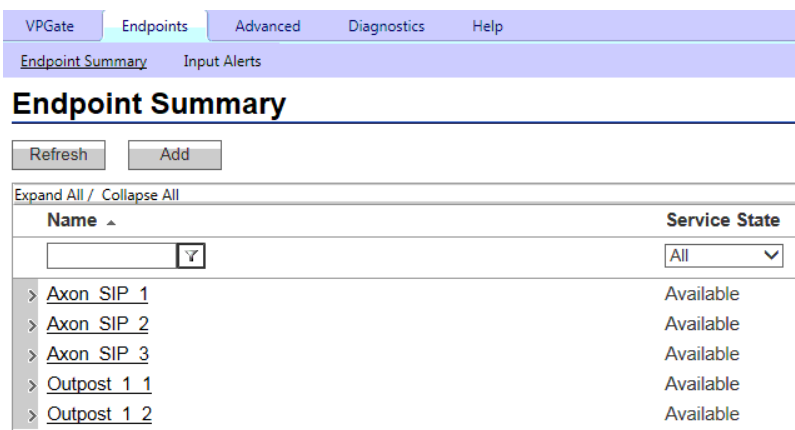 VPGate Endpoints Advanced Diagnostics Help
Endpoint Summary Input Alerts
Endpoint Summary
Refresh Add
Expand All / Collapse All
Name Service State
All
Axon_SIP_1 Available
Axon_SIP_2 Available
Axon_SIP_3 Available
Outpost_1_1 Available
Outpost_1_2 Available